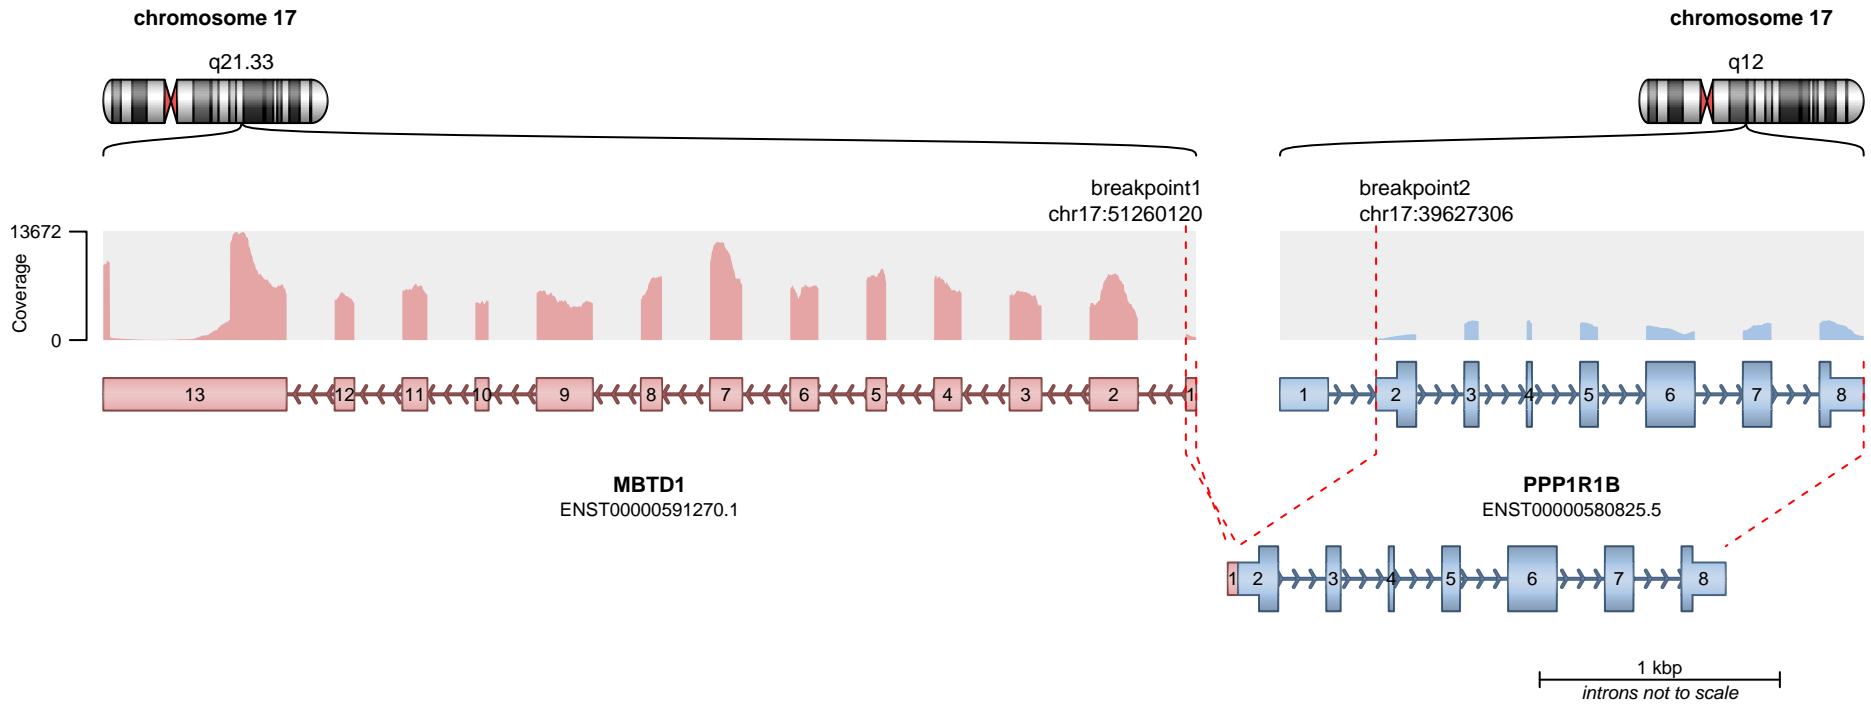 chromosome 17
chromosome 17
q21.33
q12
breakpoint1
chr17:51260120
breakpoint2
chr17:39627306
13672
Coverage
0
13 12 11 10 9 8 7 6 5 4 3 2 1
1 2 3 4 5 6 7 8
MBTD1
ENST00000591270.1
PPP1R1B
ENST00000580825.5
1 2 3 4 5 6 7 8
1 kbp
introns not to scale